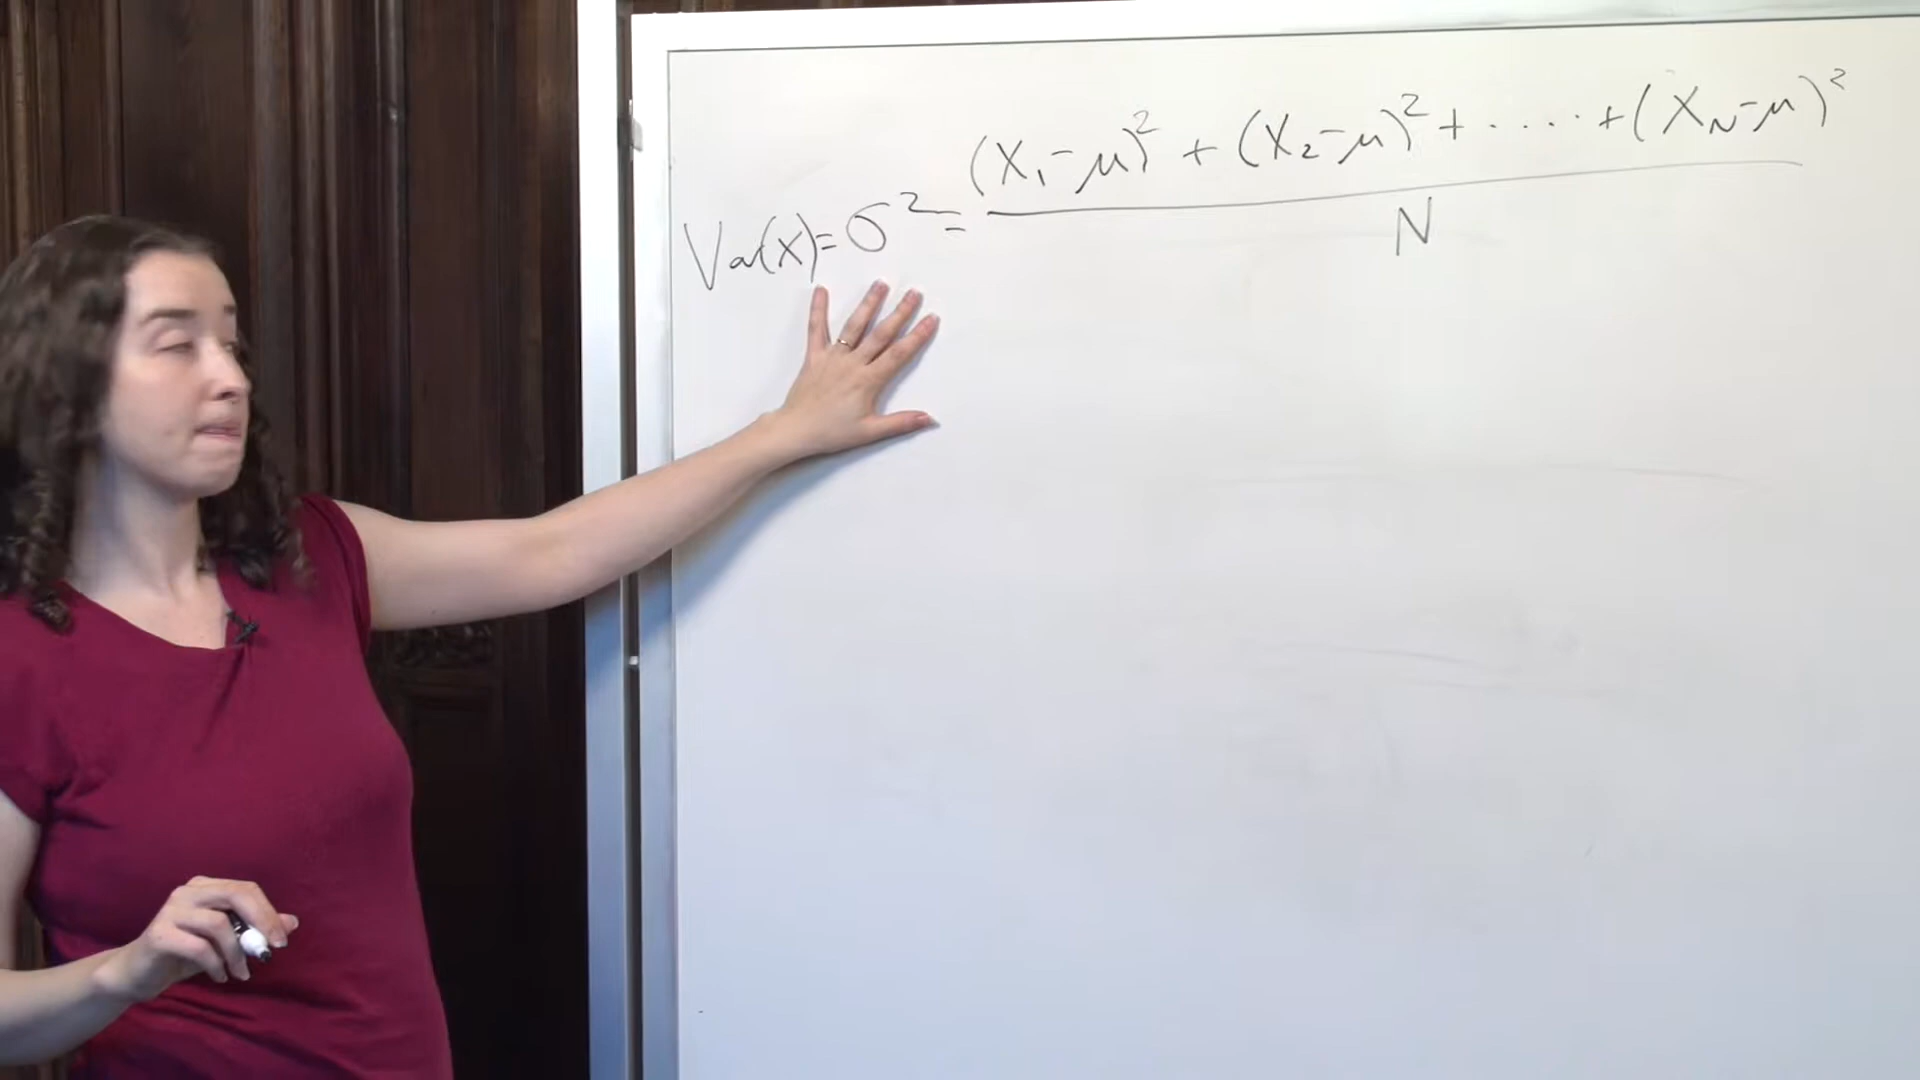 Var(x) = σ² = (X₁-μ)² + (X₂-μ)² + ····· + (X_N-μ)²
N